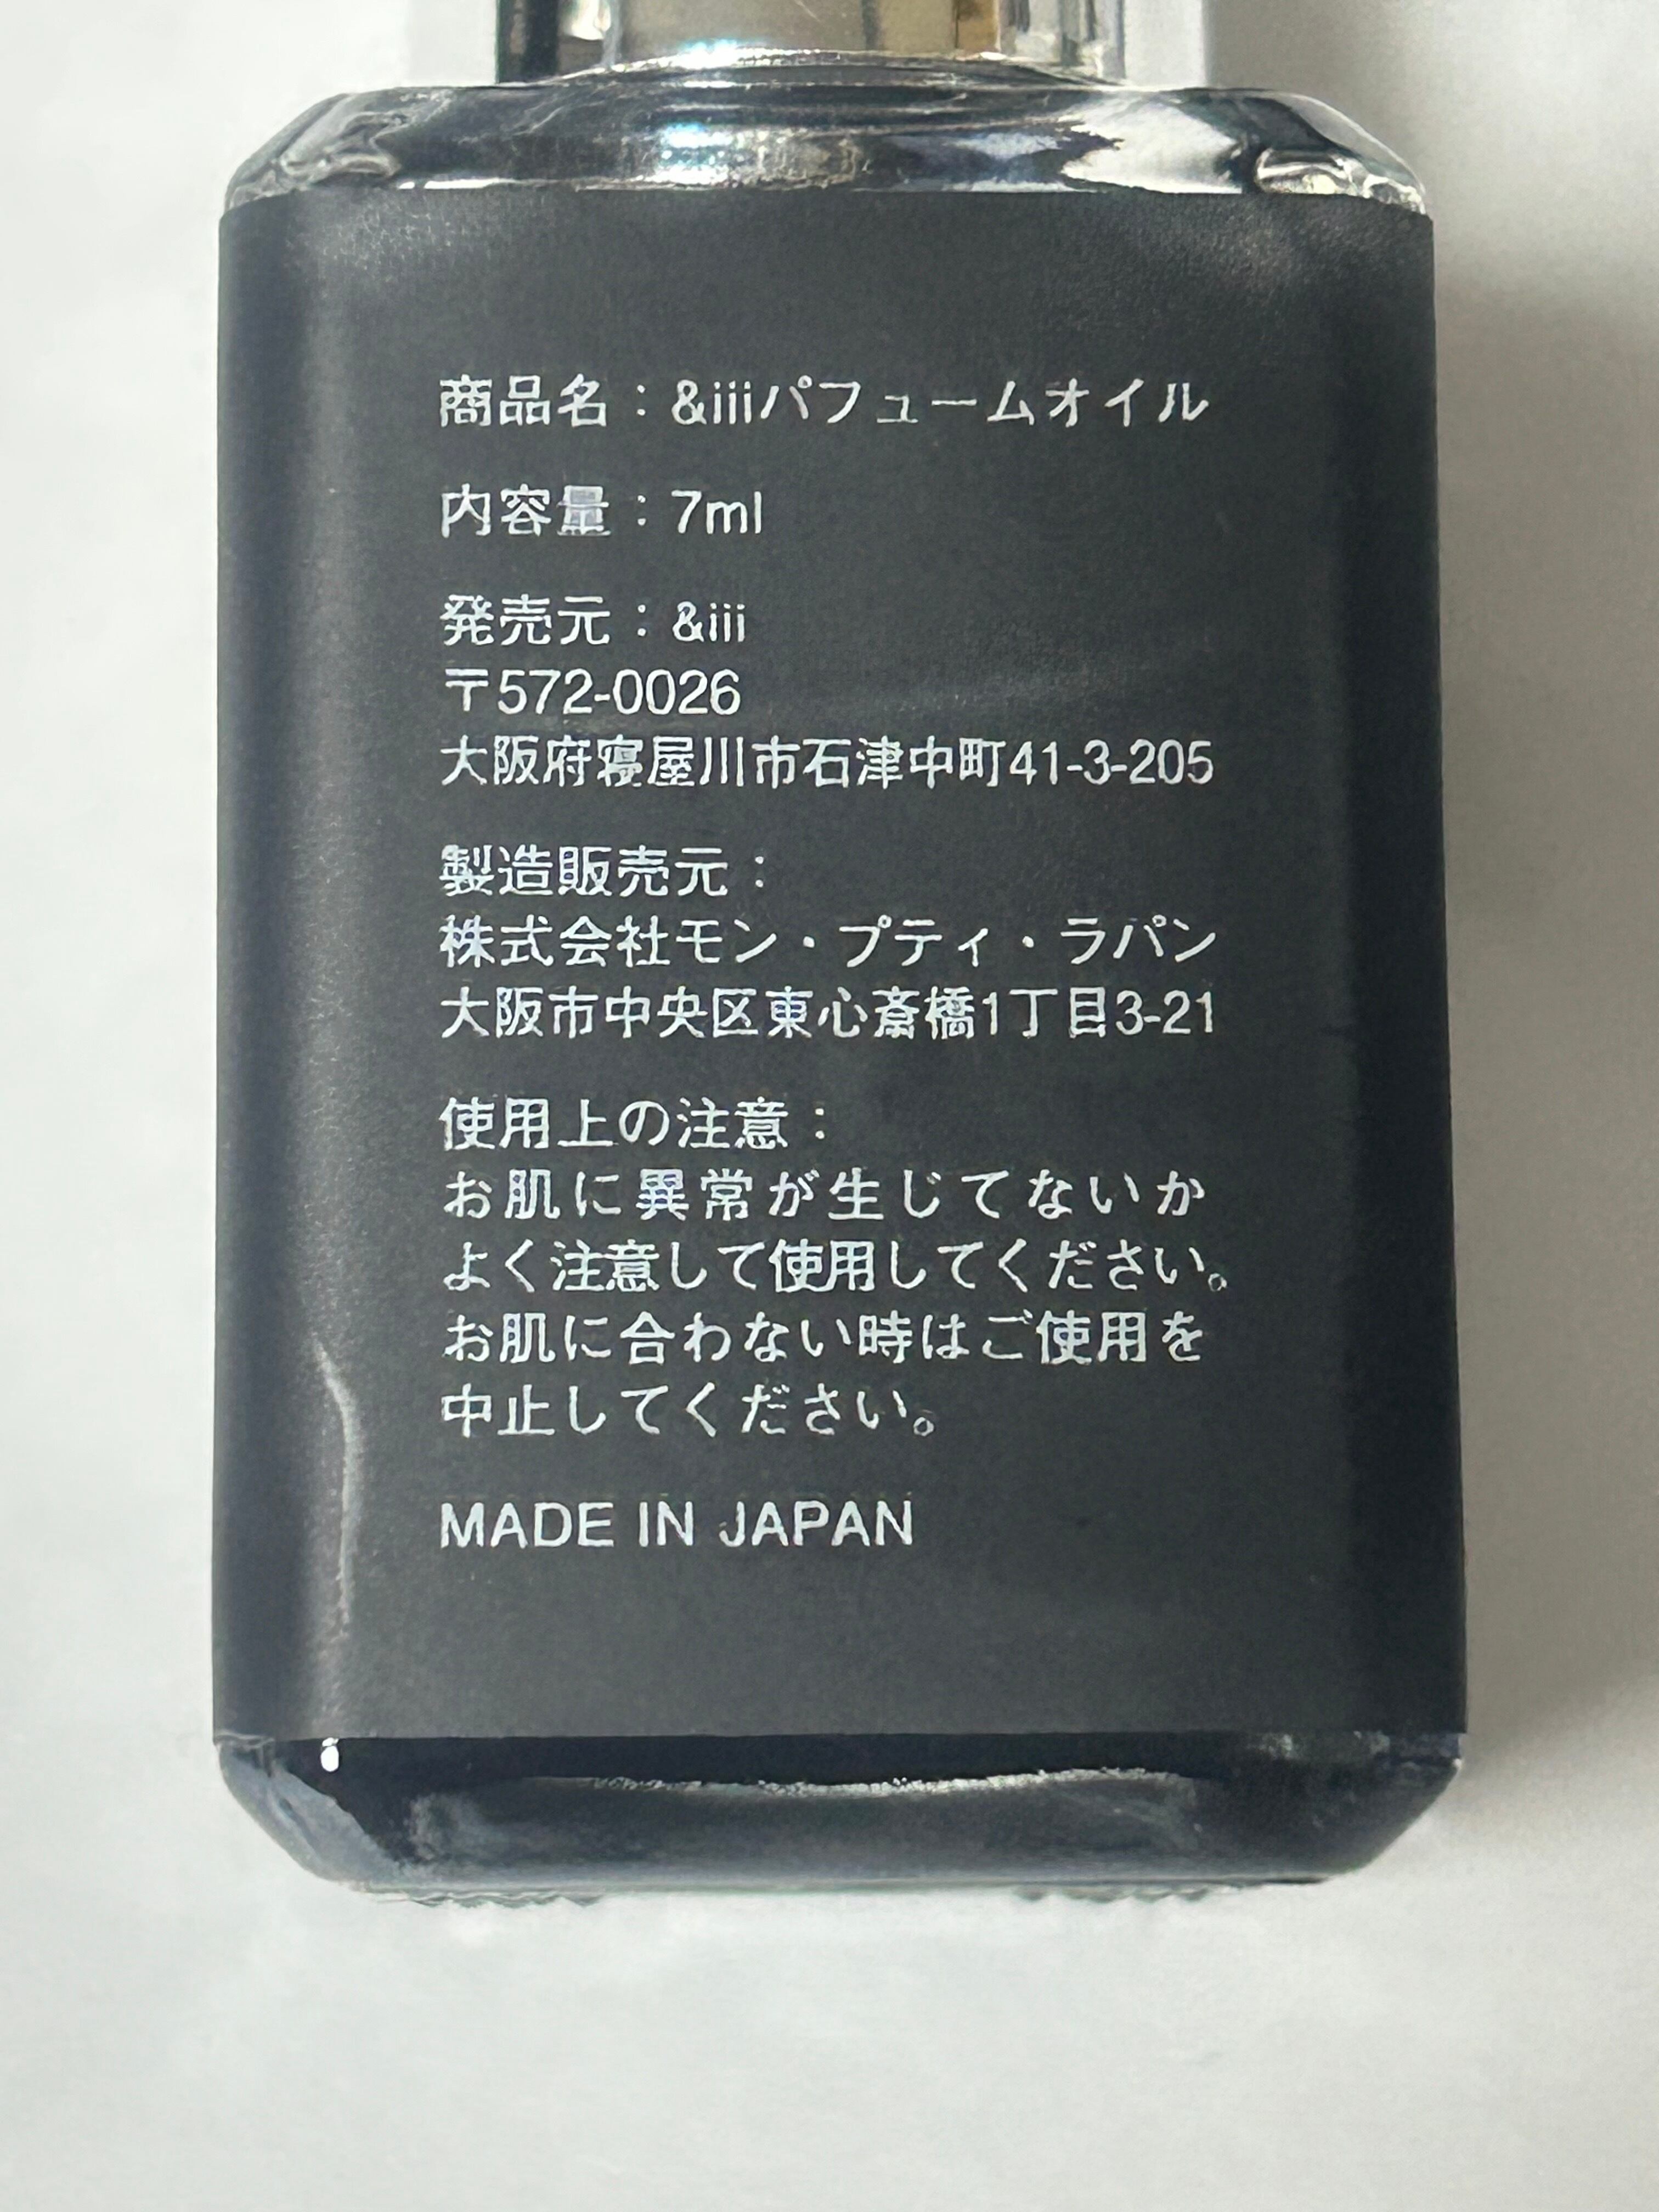 商品名：&iiiパフュームオイル
内容量：7ml
発売元：&iii
〒572-0026
大阪府寝屋川市石津中町41-3-205
製造販売元：
株式会社モン・プティ・ラパン
大阪市中央区東心斎橋1丁目3-21
使用上の注意：
お肌に異常が生じてないか
よく注意して使用してください。
お肌に合わない時はご使用を
中止してください。
MADE IN JAPAN